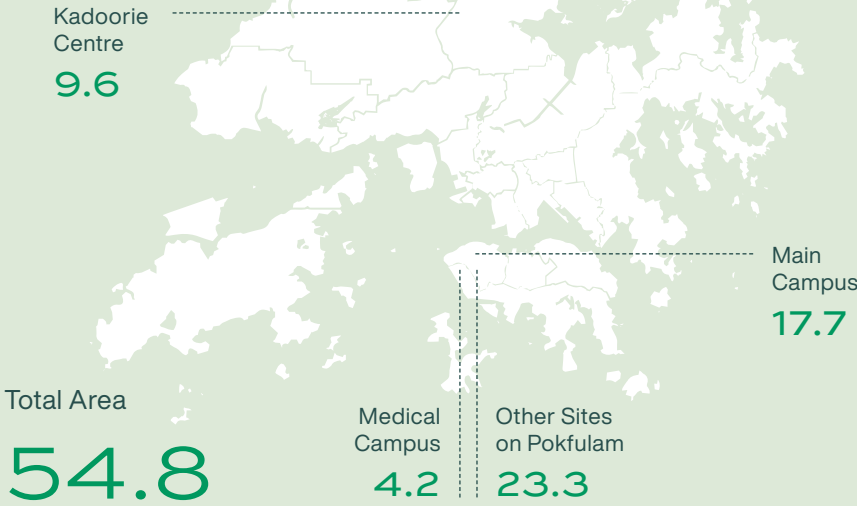 Kadoorie
Centre
9.6
Main
Campus
17.7
Total Area
54.8
Medical
Campus
4.2
Other Sites
on Pokfulam
23.3